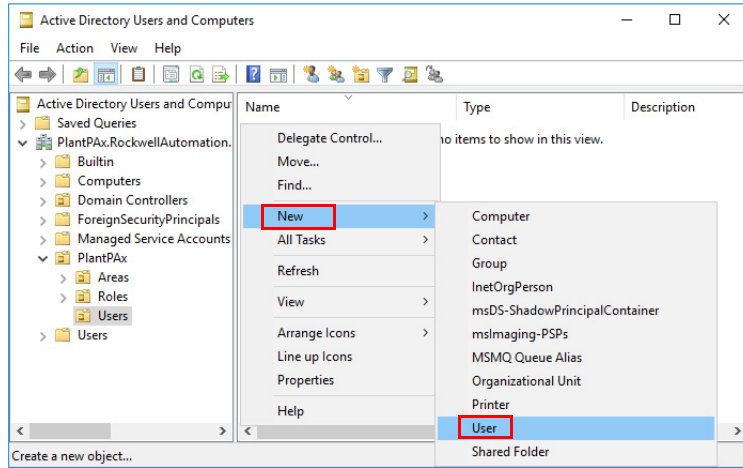 Active Directory Users and Computers
File Action View Help
Active Directory Users and Compu
Saved Queries
PlantPAx.RockwellAutomation.
Builtin
Computers
Domain Controllers
ForeignSecurityPrincipals
Managed Service Accounts
PlantPAx
Areas
Roles
Users
Users
Name Type Description
no items to show in this view.
Delegate Control...
Move...
Find...
New
All Tasks
Refresh
View
Arrange Icons
Line up Icons
Properties
Help
Computer
Contact
Group
InetOrgPerson
msDS-ShadowPrincipalContainer
msImaging-PSPs
MSMQ Queue Alias
Organizational Unit
Printer
User
Shared Folder
Create a new object...